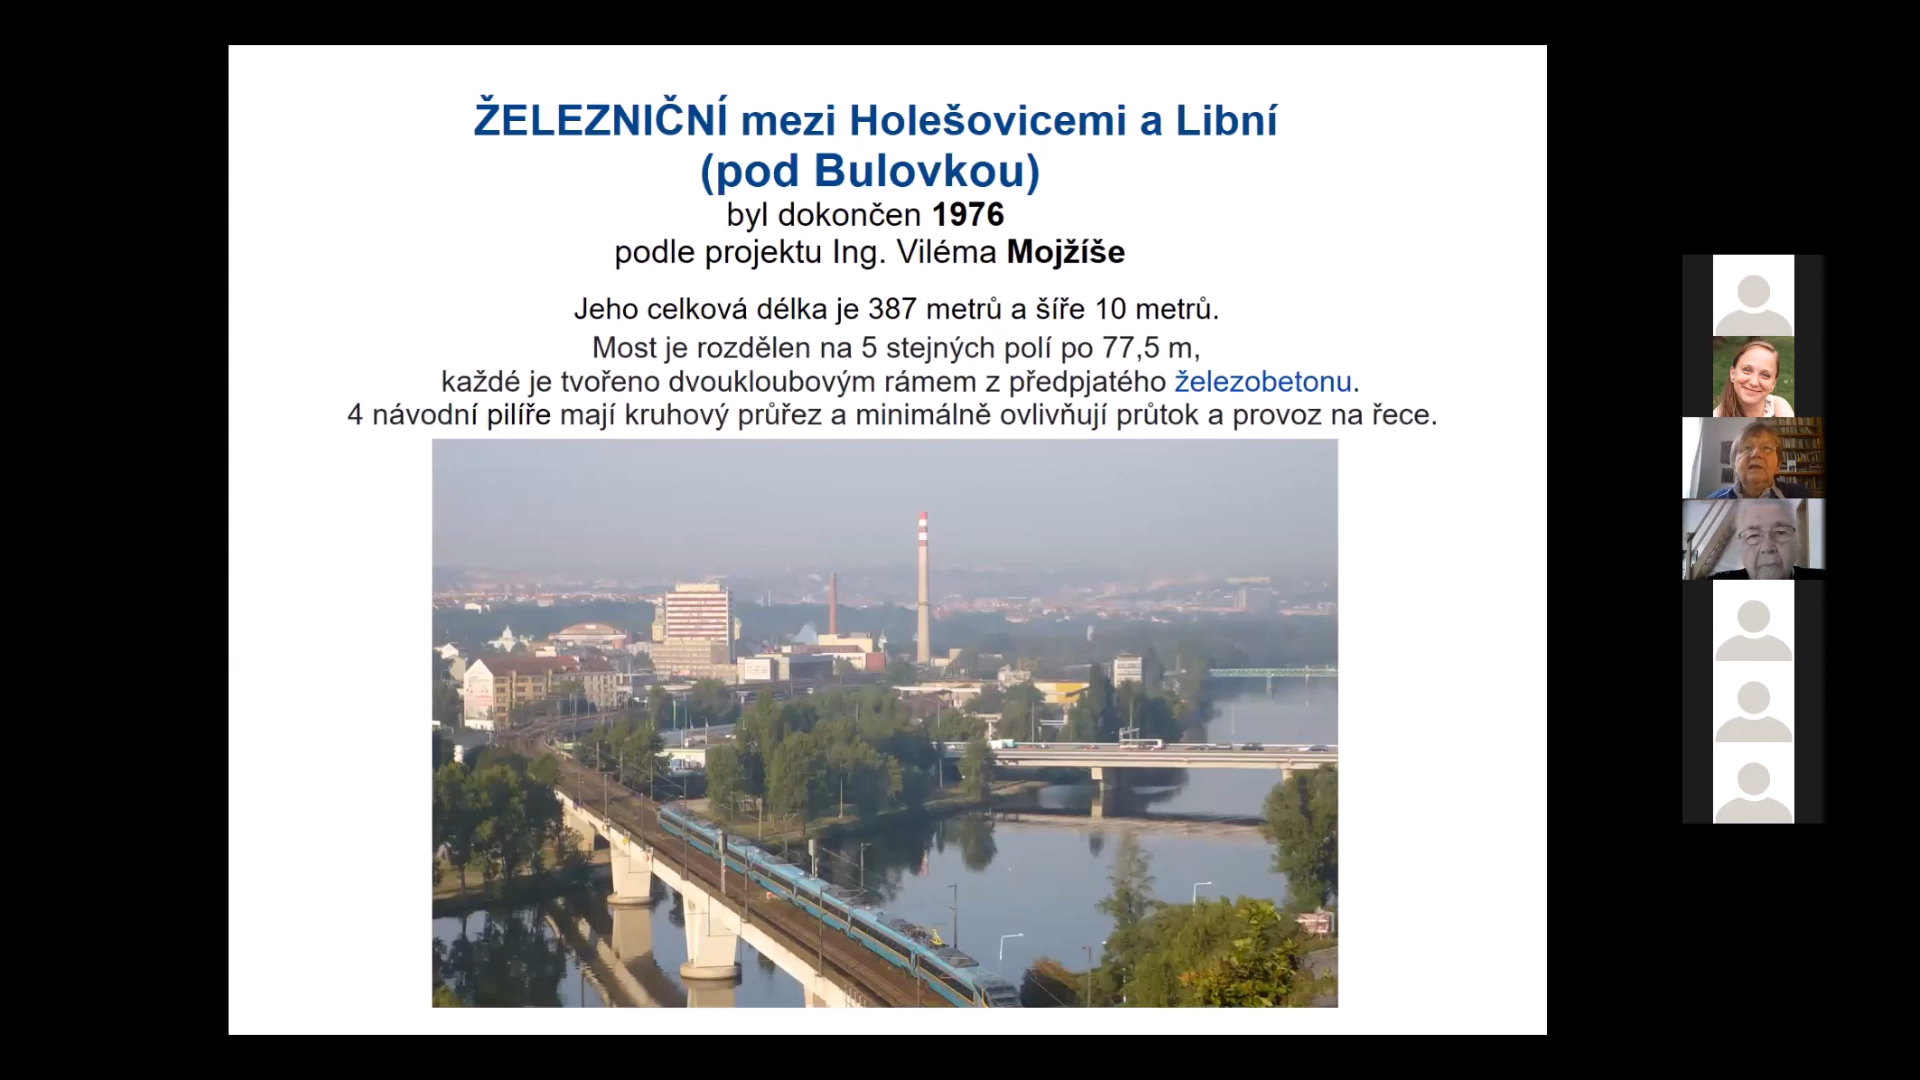 ŽELEZNIČNÍ mezi Holešovicemi a Libní
(pod Bulovkou)
byl dokončen 1976
podle projektu Ing. Viléma Mojžíše
Jeho celková délka je 387 metrů a šíře 10 metrů.
Most je rozdělen na 5 stejných polí po 77,5 m,
každé je tvořeno dvoukloubovým rámem z předpjatého železobetonu.
4 návodní pilíře mají kruhový průřez a minimálně ovlivňují průtok a provoz na řece.